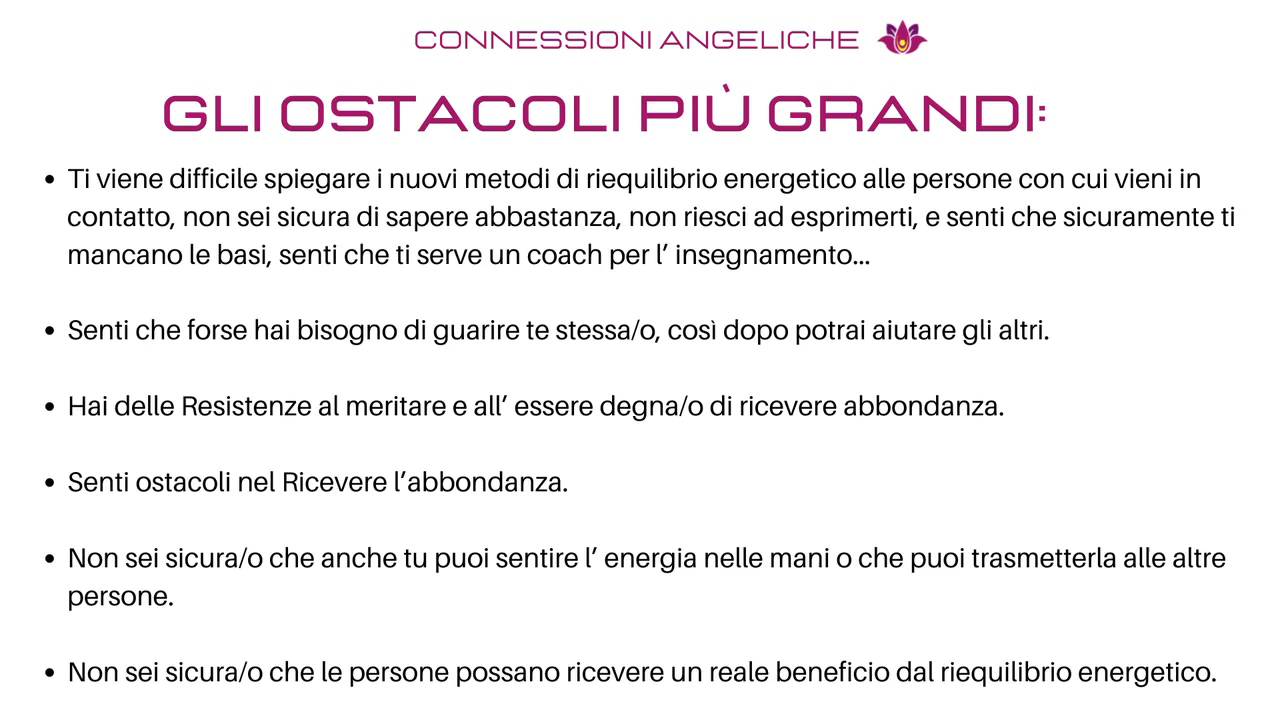 CONNESSIONI ANGELICHE
GLI OSTACOLI PIÙ GRANDI:
• Ti viene difficile spiegare i nuovi metodi di riequilibrio energetico alle persone con cui vieni in
contatto, non sei sicura di sapere abbastanza, non riesci ad esprimerti, e senti che sicuramente ti
mancano le basi, senti che ti serve un coach per l’ insegnamento...
• Senti che forse hai bisogno di guarire te stessa/o, così dopo potrai aiutare gli altri.
• Hai delle Resistenze al meritare e all’ essere degna/o di ricevere abbondanza.
• Senti ostacoli nel Ricevere l’abbondanza.
• Non sei sicura/o che anche tu puoi sentire l’ energia nelle mani o che puoi trasmetterla alle altre
persone.
• Non sei sicura/o che le persone possano ricevere un reale beneficio dal riequilibrio energetico.